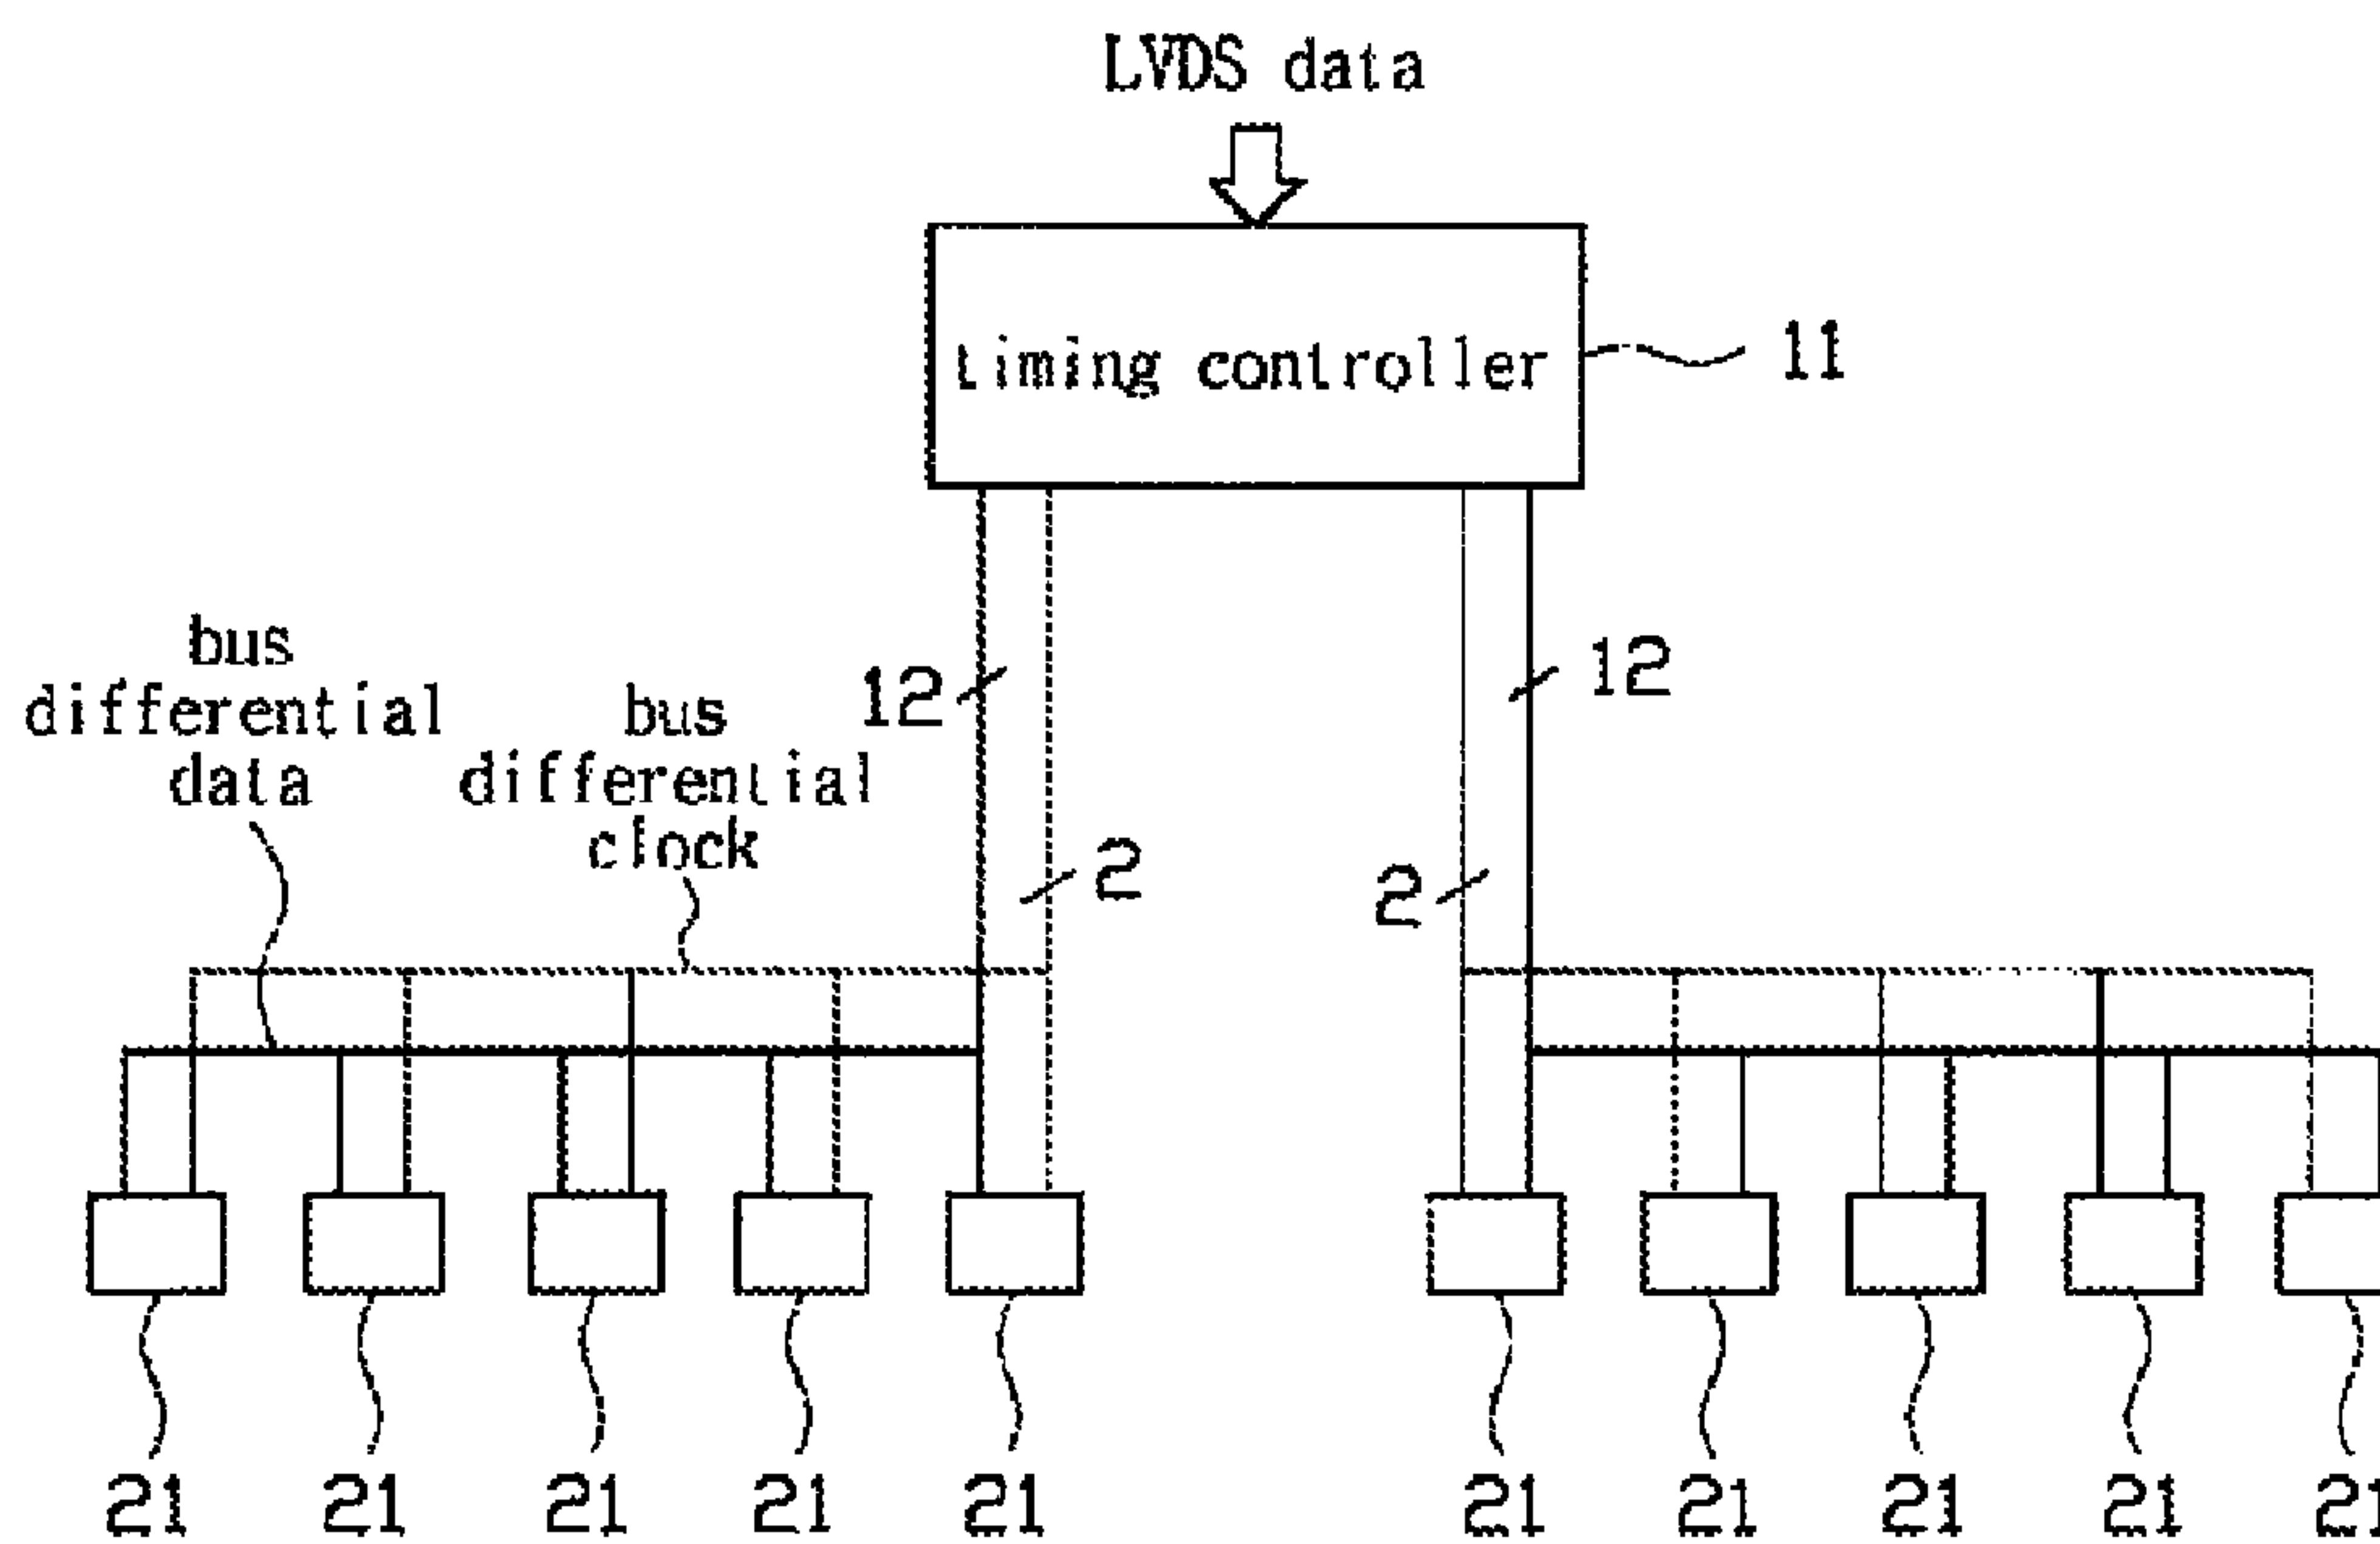 LVDS data
timing controller
11
bus
differential
data
bus
differential
clock
12
12
2
2
21 21 21 21 21 21 21 21 21 21